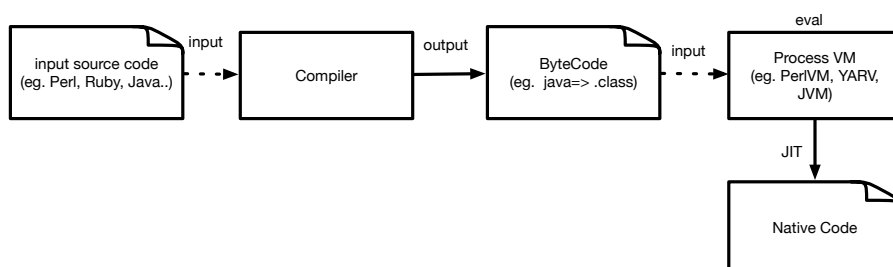 eval
input source code
(eg. Perl, Ruby, Java..)
input
Compiler
output
ByteCode
(eg.  java=> .class)
input
Process VM
(eg. PerlVM, YARV,
JVM)
JIT
Native Code